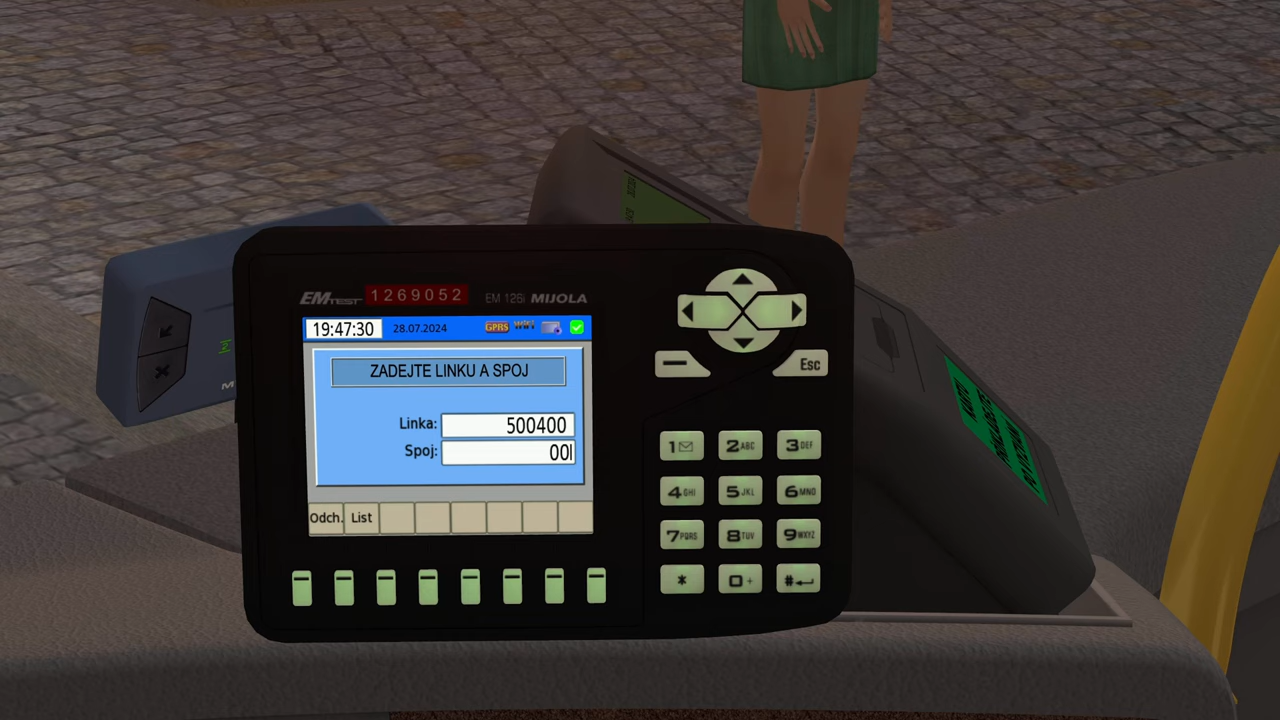 EMTEST 1269052 EM 126i MIJOLA
19:47:30 28.07.2024 GPRS WiFi
ZADEJTE LINKU A SPOJ
Linka: 500400
Spoj: 00
Odch. List
Esc
1 2ABC 3DEF
4GHI 5JKL 6MNO
7PQRS 8TUV 9WXYZ
* 0+ #